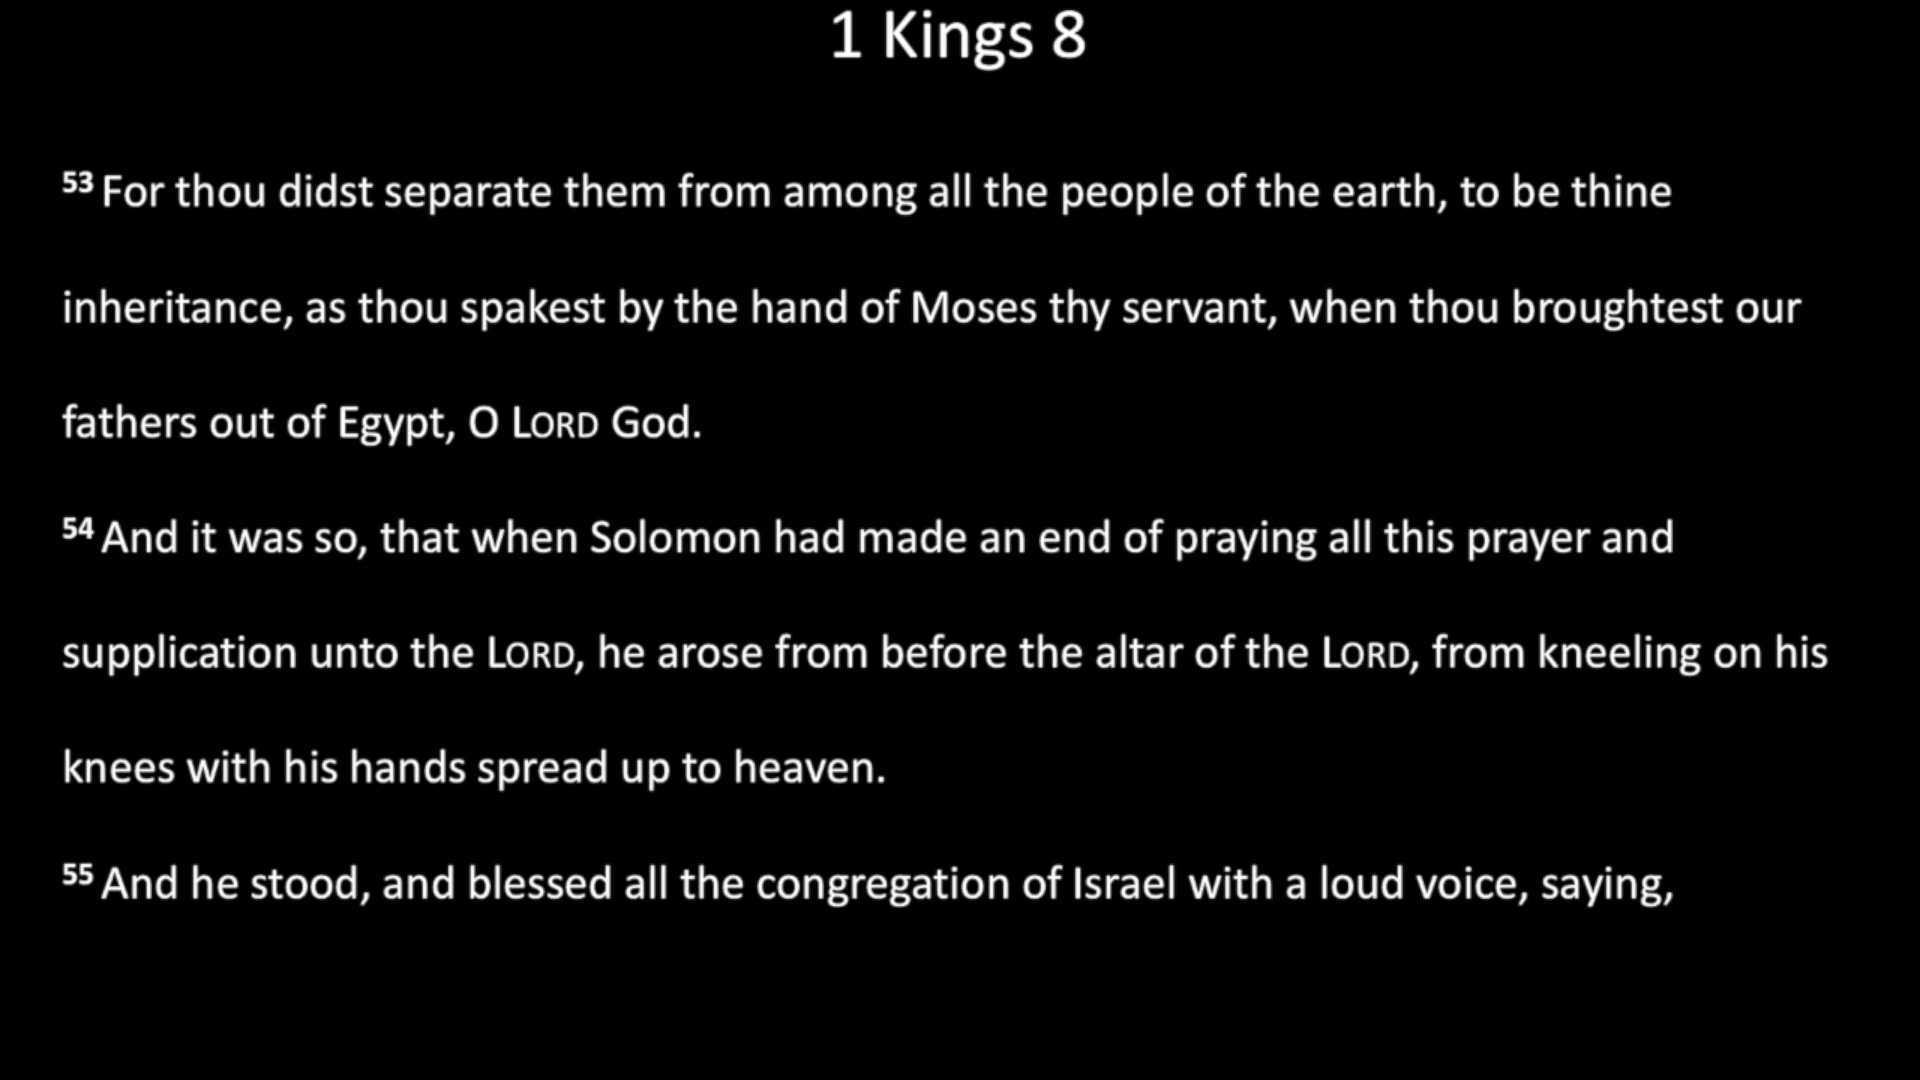 1 Kings 8
53 For thou didst separate them from among all the people of the earth, to be thine
inheritance, as thou spakest by the hand of Moses thy servant, when thou broughtest our
fathers out of Egypt, O LORD God.
54 And it was so, that when Solomon had made an end of praying all this prayer and
supplication unto the LORD, he arose from before the altar of the LORD, from kneeling on his
knees with his hands spread up to heaven.
55 And he stood, and blessed all the congregation of Israel with a loud voice, saying,